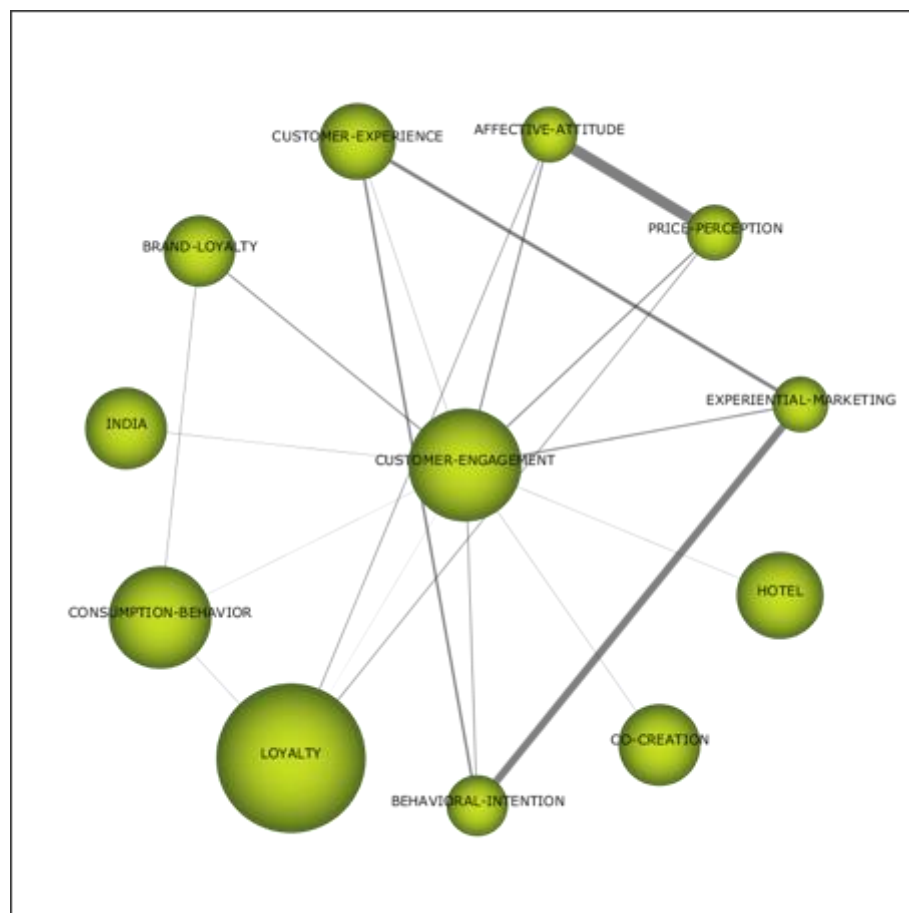 AFFECTIVE-ATTITUDE
CUSTOMER-EXPERIENCE
PRICE-PERCEPTION
BRAND-LOYALTY
EXPERIENTIAL-MARKETING
INDIA
CUSTOMER-ENGAGEMENT
HOTEL
CONSUMPTION-BEHAVIOR
CO-CREATION
LOYALTY
BEHAVIORAL-INTENTION